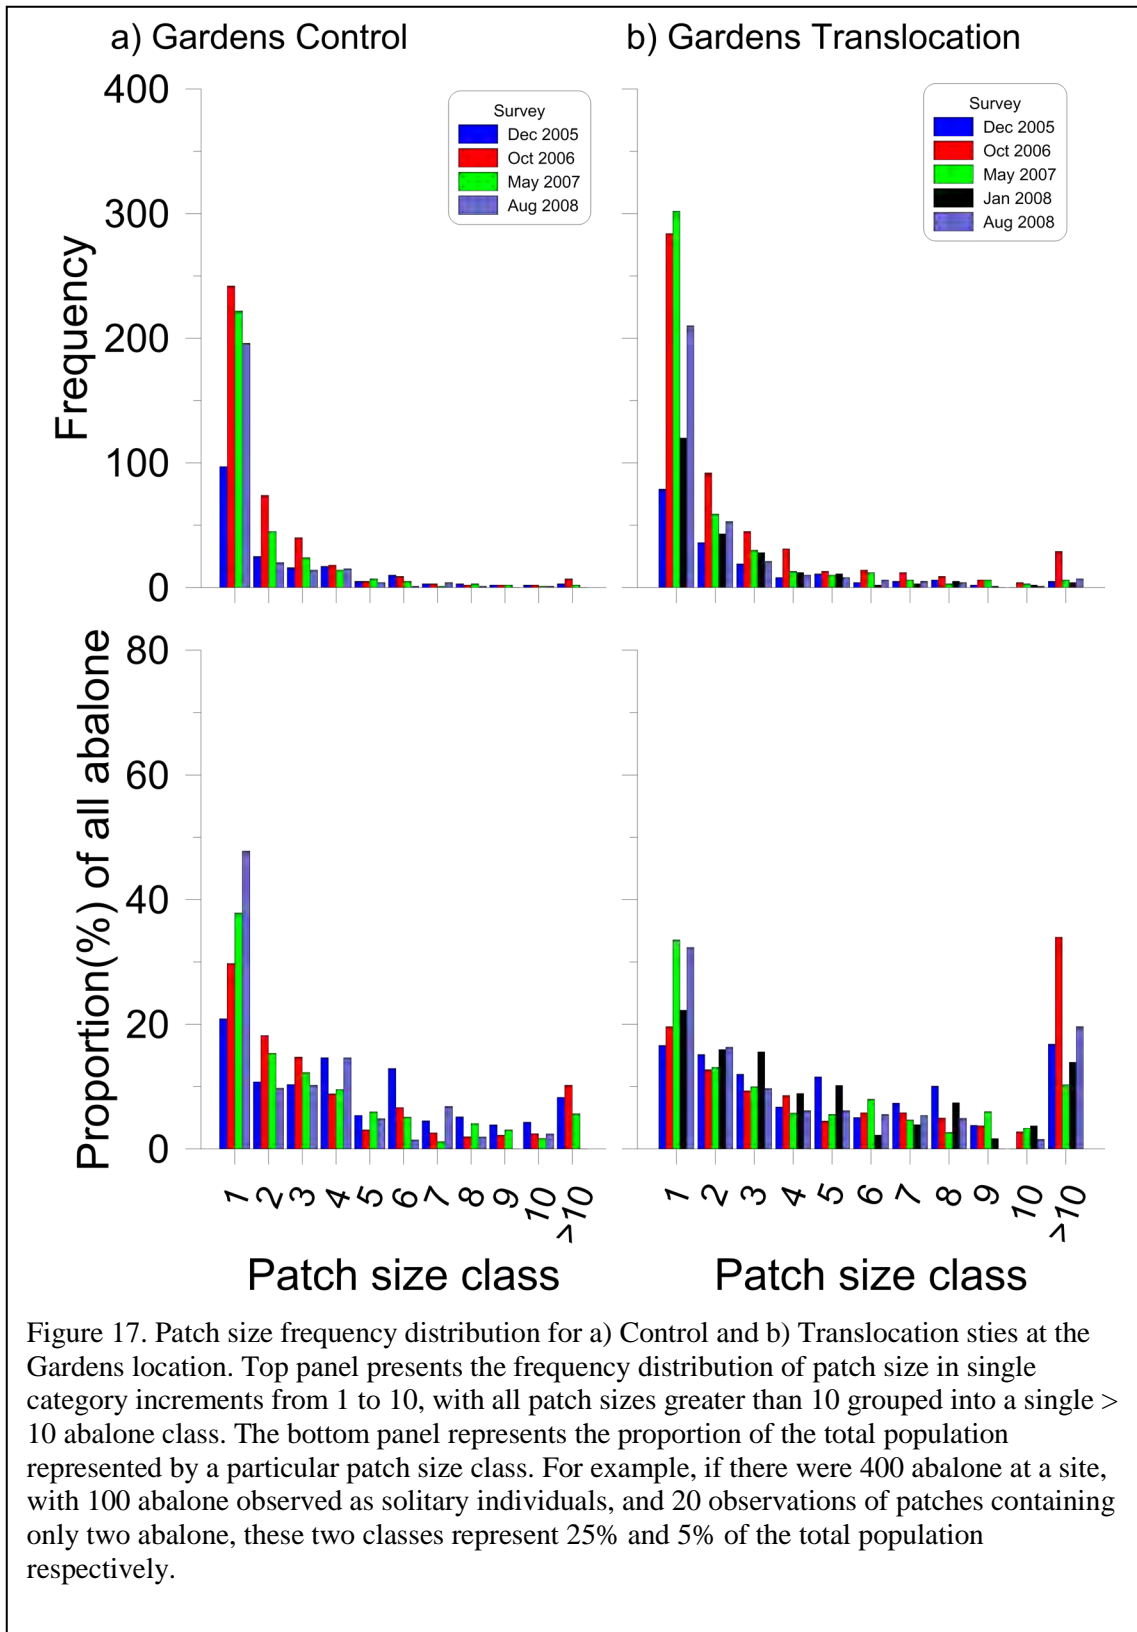 a) Gardens Control
b) Gardens Translocation
400
300
200
100
0
Frequency
Survey
Dec 2005
Oct 2006
May 2007
Aug 2008
Survey
Dec 2005
Oct 2006
May 2007
Jan 2008
Aug 2008
80
60
40
20
0
Proportion(%) of all abalone
1 2 3 4 5 6 7 8 9 10 >10
1 2 3 4 5 6 7 8 9 10 >10
Patch size class
Patch size class
Figure 17. Patch size frequency distribution for a) Control and b) Translocation sties at the
Gardens location. Top panel presents the frequency distribution of patch size in single
category increments from 1 to 10, with all patch sizes greater than 10 grouped into a single >
10 abalone class. The bottom panel represents the proportion of the total population
represented by a particular patch size class. For example, if there were 400 abalone at a site,
with 100 abalone observed as solitary individuals, and 20 observations of patches containing
only two abalone, these two classes represent 25% and 5% of the total population
respectively.